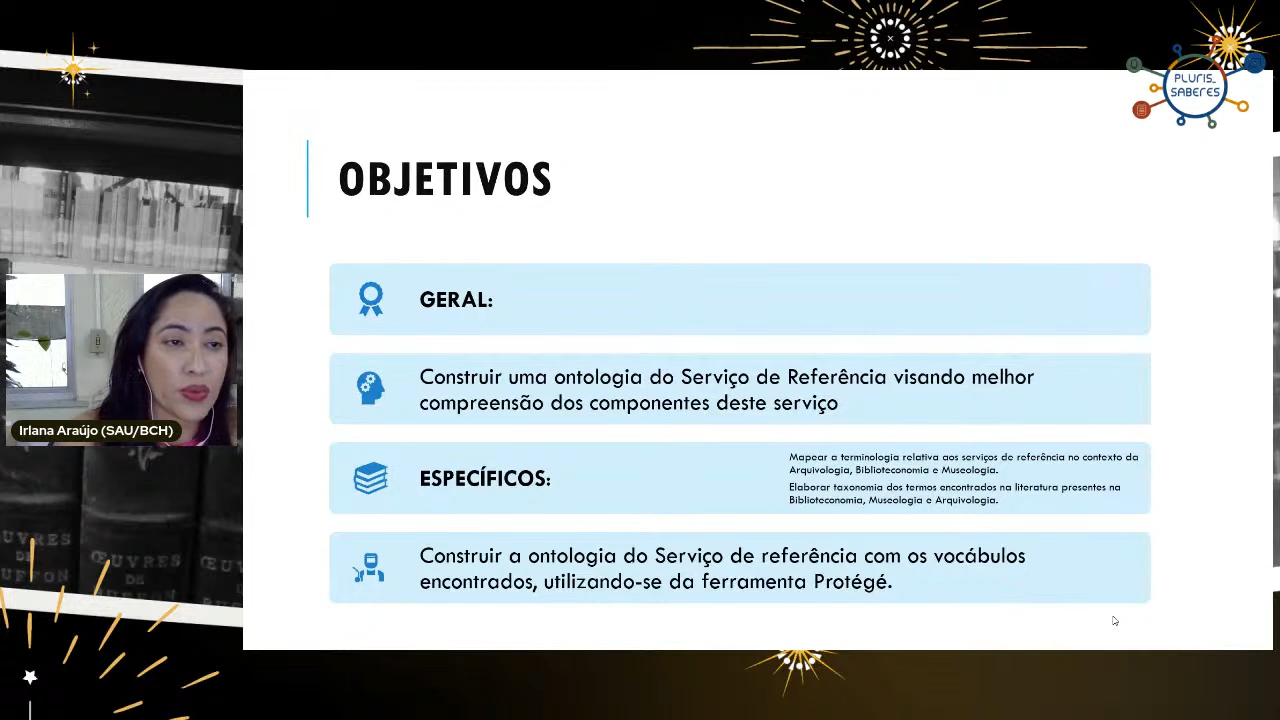 PLURIS_
SABERES
OBJETIVOS
GERAL:
Construir uma ontologia do Serviço de Referência visando melhor
compreensão dos componentes deste serviço
ESPECÍFICOS:
Mapear a terminologia relativa aos serviços de referência no contexto da
Arquivologia, Biblioteconomia e Museologia.
Elaborar taxonomia dos termos encontrados na literatura presentes na
Biblioteconomia, Museologia e Arquivologia.
Construir a ontologia do Serviço de referência com os vocábulos
encontrados, utilizando-se da ferramenta Protégé.
Irlana Araújo (SAU/BCH)
ŒUVRES
DE